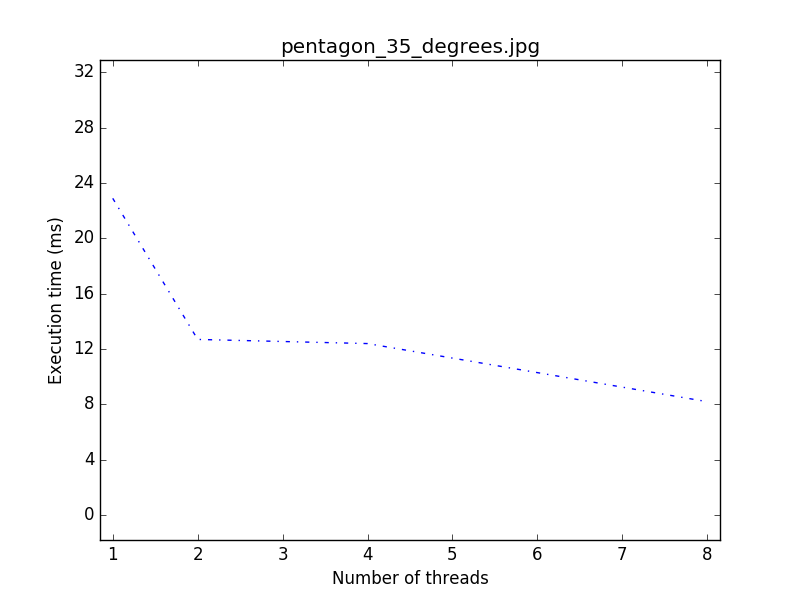 pentagon_35_degrees.jpg
32
28
24
20
16
12
8
4
0
Execution time (ms)
1 2 3 4 5 6 7 8
Number of threads